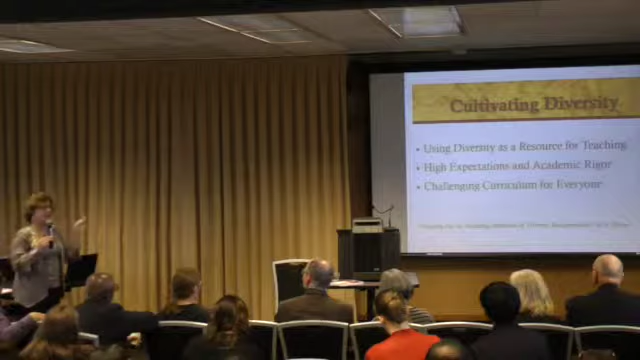 Cultivating Diversity
• Using Diversity as a Resource for Teaching
• High Expectations and Academic Rigor
• Challenging Curriculum for Everyone